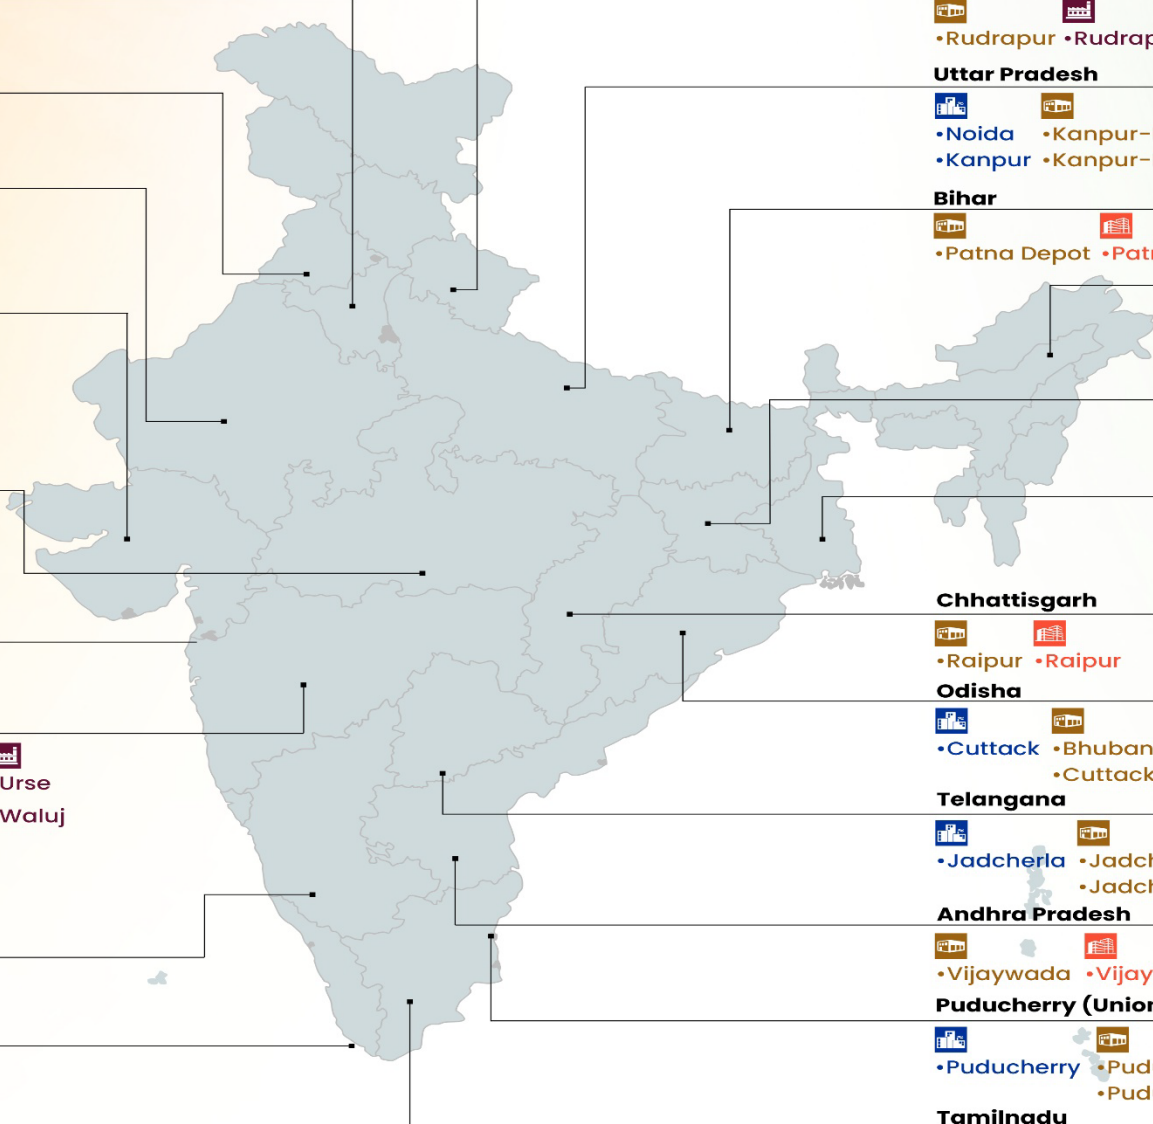 •Rudrapur •Rudrap
Uttar Pradesh
•Noida •Kanpur-
•Kanpur •Kanpur-
Bihar
•Patna Depot •Pat
Chhattisgarh
•Raipur •Raipur
Odisha
•Cuttack •Bhuban
•Cuttack
Urse
Waluj
Telangana
•Jadcherla •Jadch
•Jadch
Andhra Pradesh
•Vijaywada •Vijay
Puducherry (Union
•Puducherry •Pud
•Pud
Tamilnadu